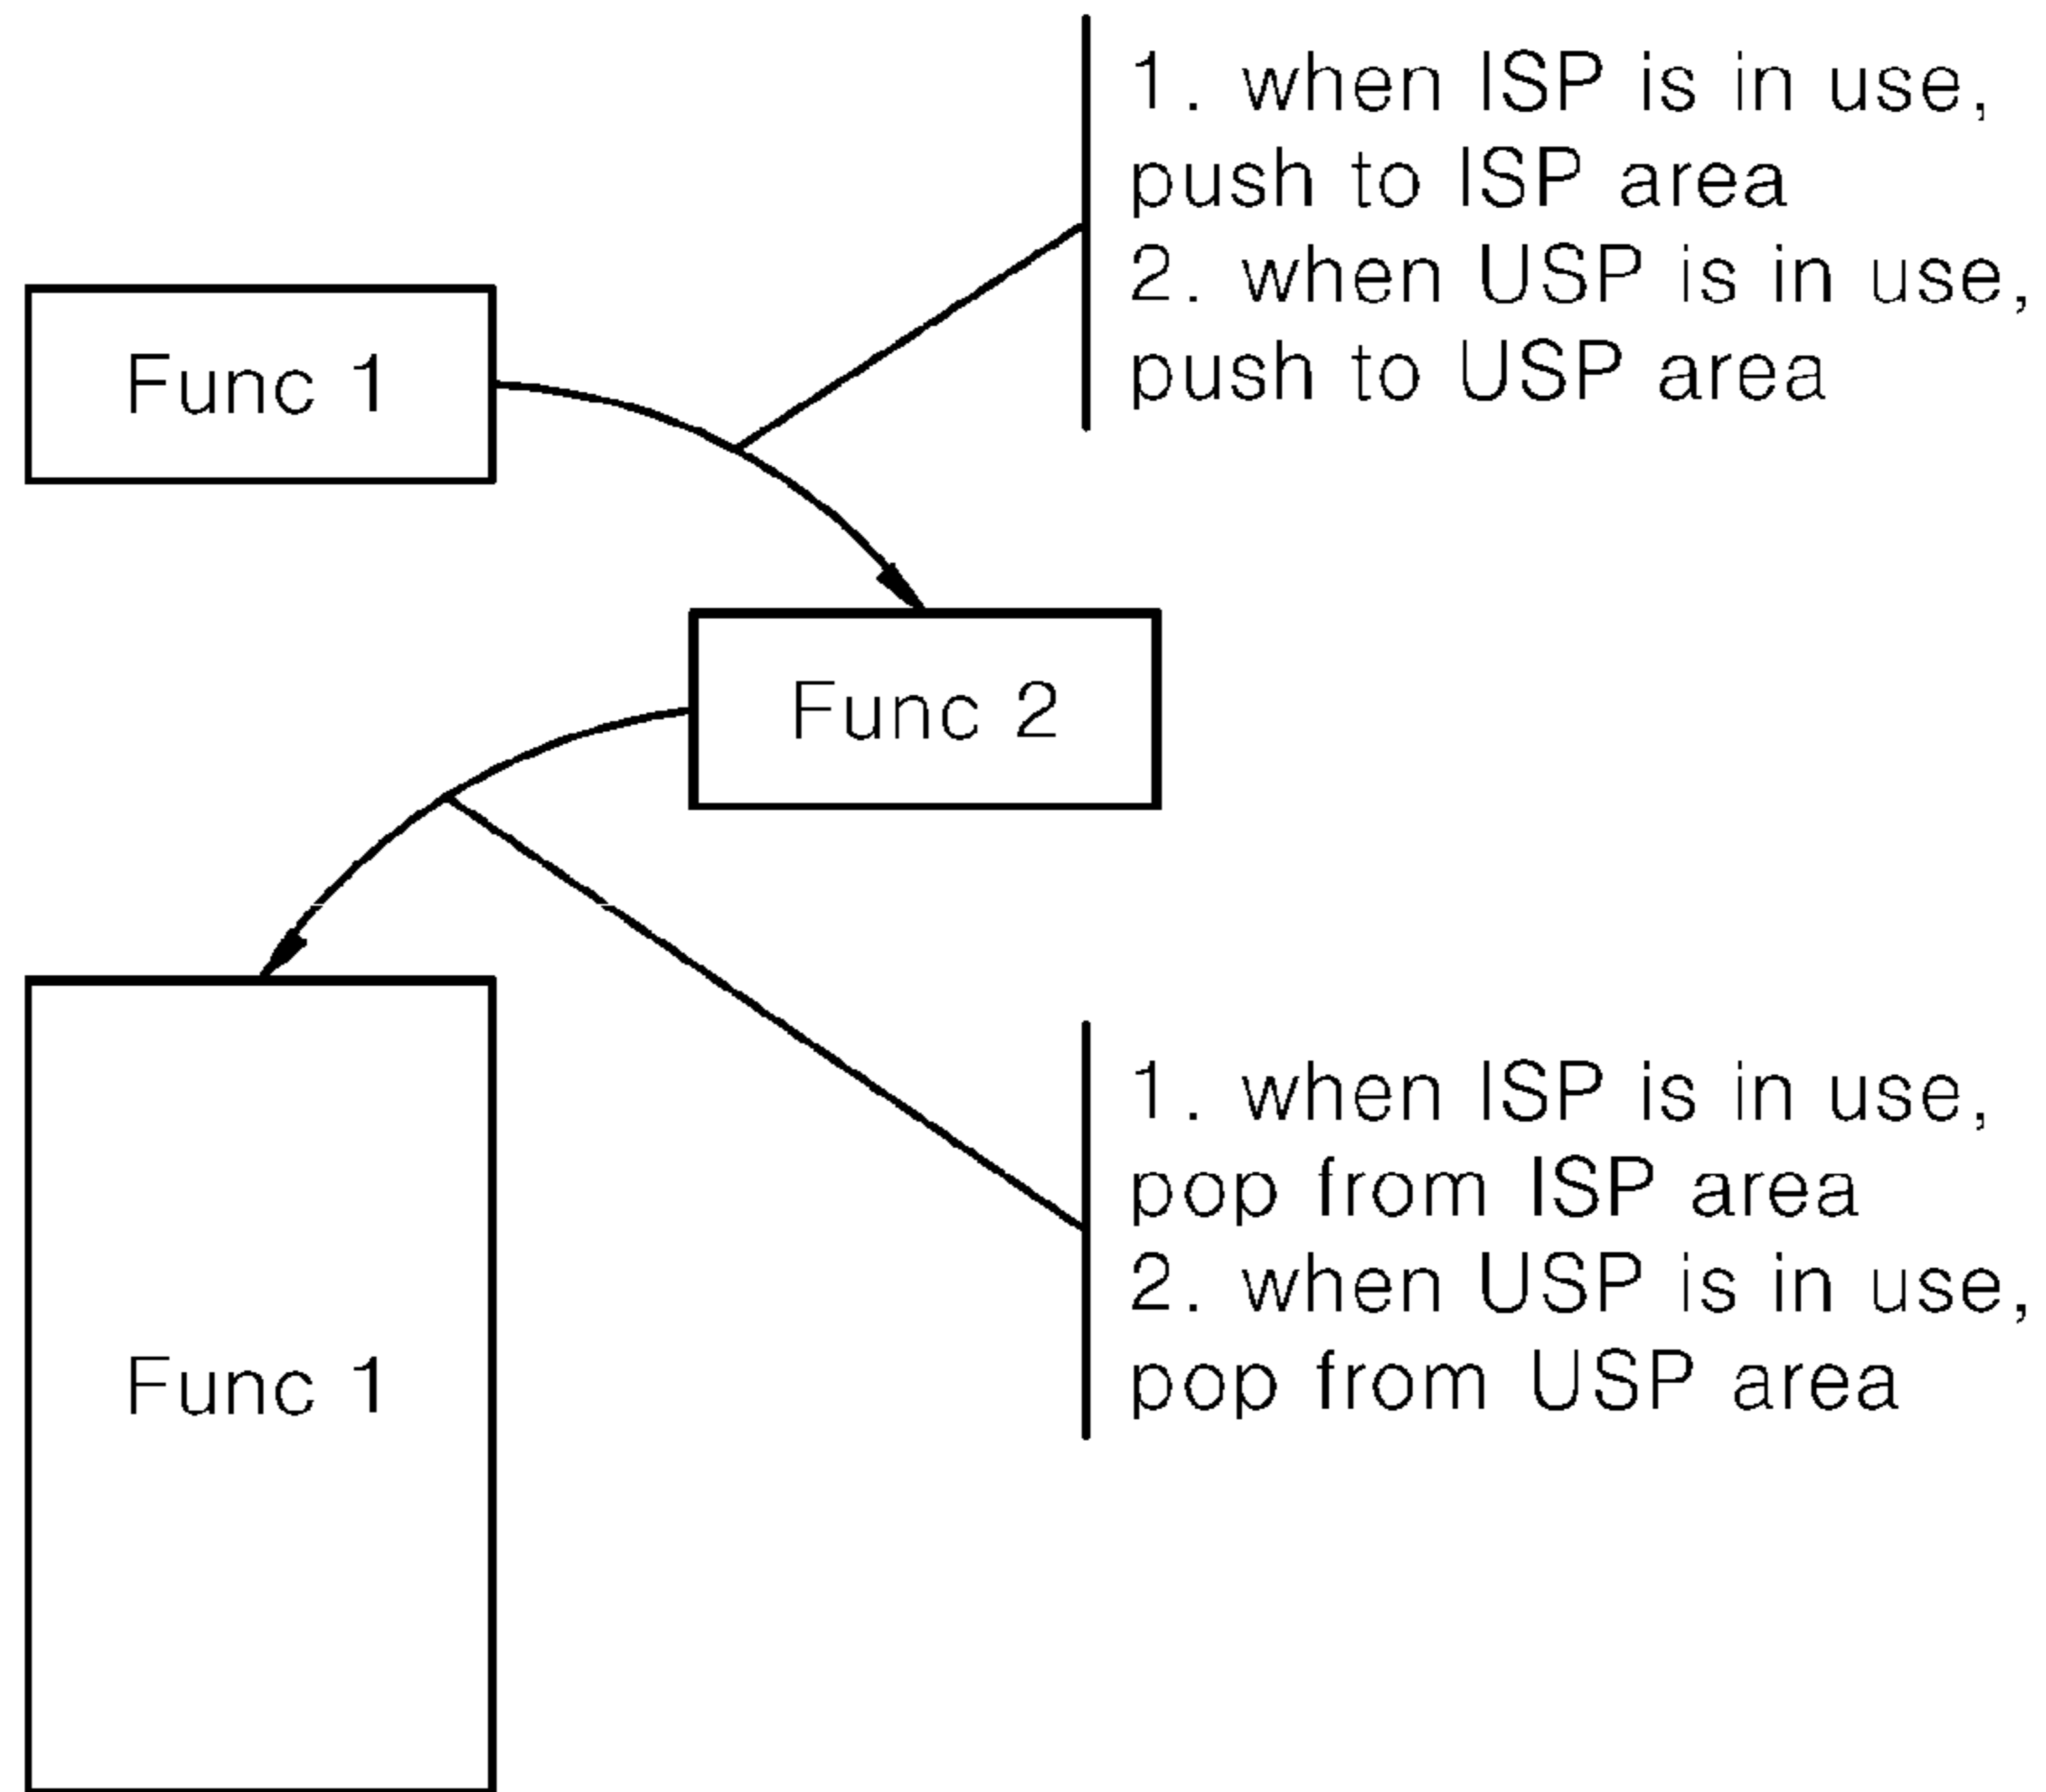 1. when ISP is in use,
push to ISP area
2. when USP is in use,
push to USP area
Func 1
Func 2
1. when ISP is in use,
pop from ISP area
2. when USP is in use,
pop from USP area
Func 1